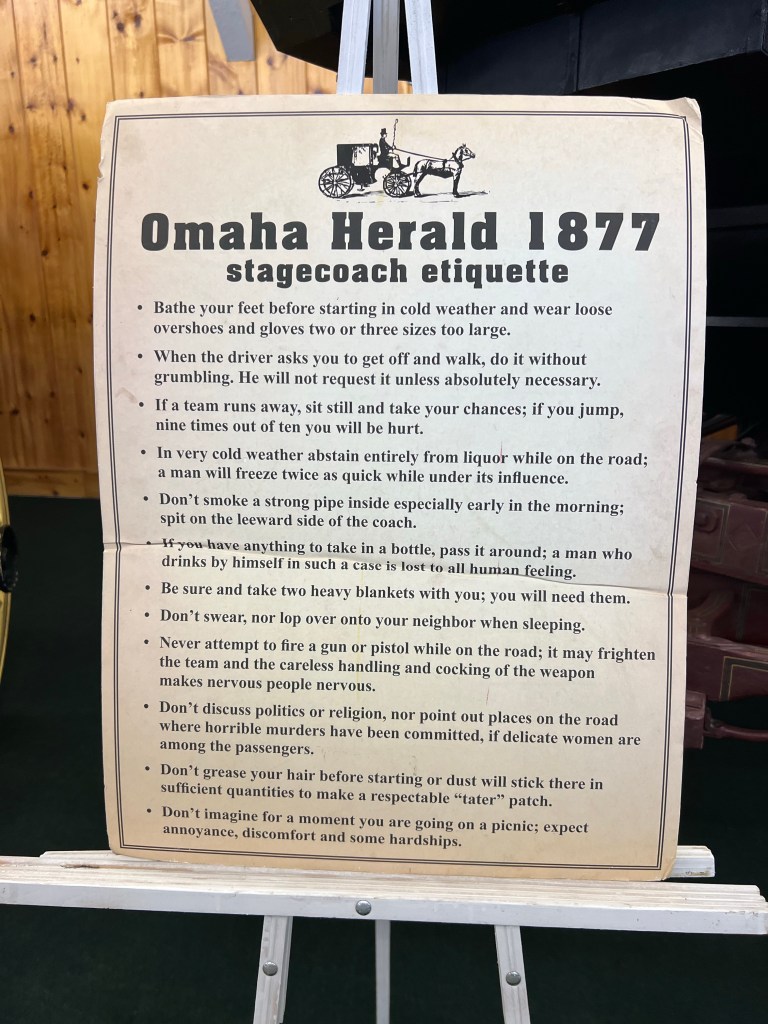 Omaha Herald 1877
stagecoach etiquette
• Bathe your feet before starting in cold weather and wear loose
overshoes and gloves two or three sizes too large.
• When the driver asks you to get off and walk, do it without
grumbling. He will not request it unless absolutely necessary.
• If a team runs away, sit still and take your chances; if you jump,
nine times out of ten you will be hurt.
• In very cold weather abstain entirely from liquor while on the road;
a man will freeze twice as quick while under its influence.
• Don't smoke a strong pipe inside especially early in the morning;
spit on the leeward side of the coach.
• If you have anything to take in a bottle, pass it around; a man who
drinks by himself in such a case is lost to all human feeling.
• Be sure and take two heavy blankets with you; you will need them.
• Don't swear, nor lop over onto your neighbor when sleeping.
• Never attempt to fire a gun or pistol while on the road; it may frighten
the team and the careless handling and cocking of the weapon
makes nervous people nervous.
• Don't discuss politics or religion, nor point out places on the road
where horrible murders have been committed, if delicate women are
among the passengers.
• Don't grease your hair before starting or dust will stick there in
sufficient quantities to make a respectable “tater” patch.
• Don't imagine for a moment you are going on a picnic; expect
annoyance, discomfort and some hardships.